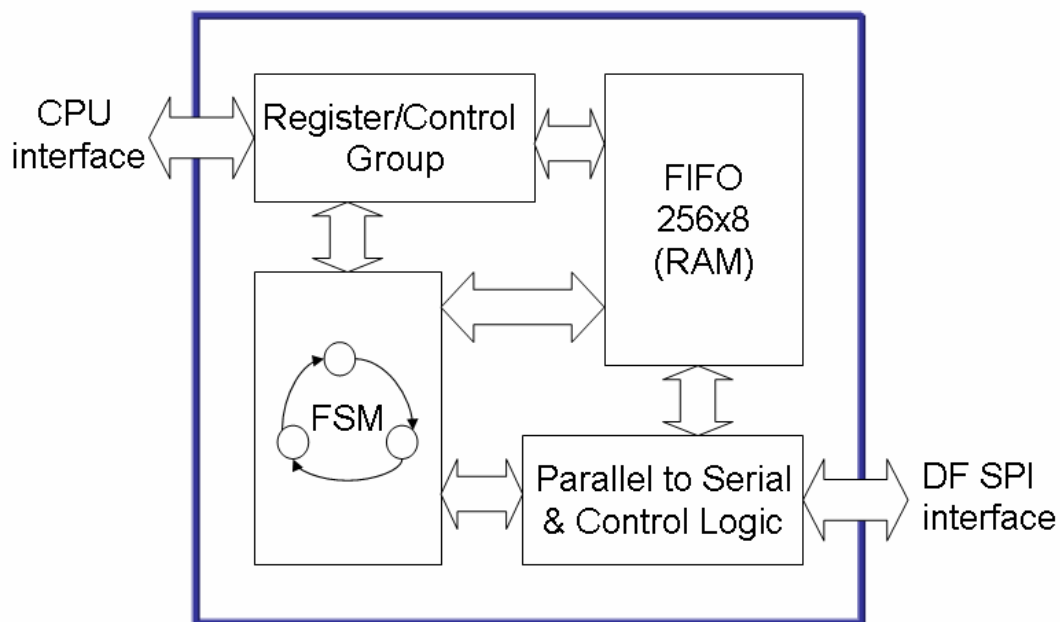 CPU
interface
Register/Control
Group
FIFO
256x8
(RAM)
FSM
Parallel to Serial
& Control Logic
DF SPI
interface